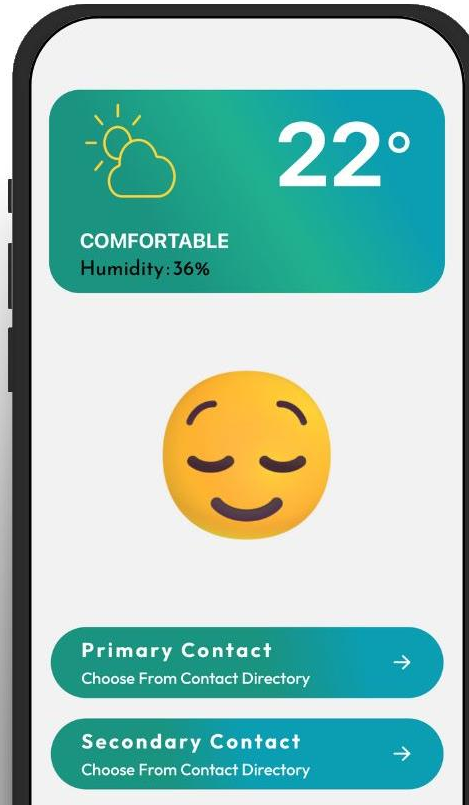 22°
COMFORTABLE
Humidity:36%
Primary Contact
Choose From Contact Directory
Secondary Contact
Choose From Contact Directory